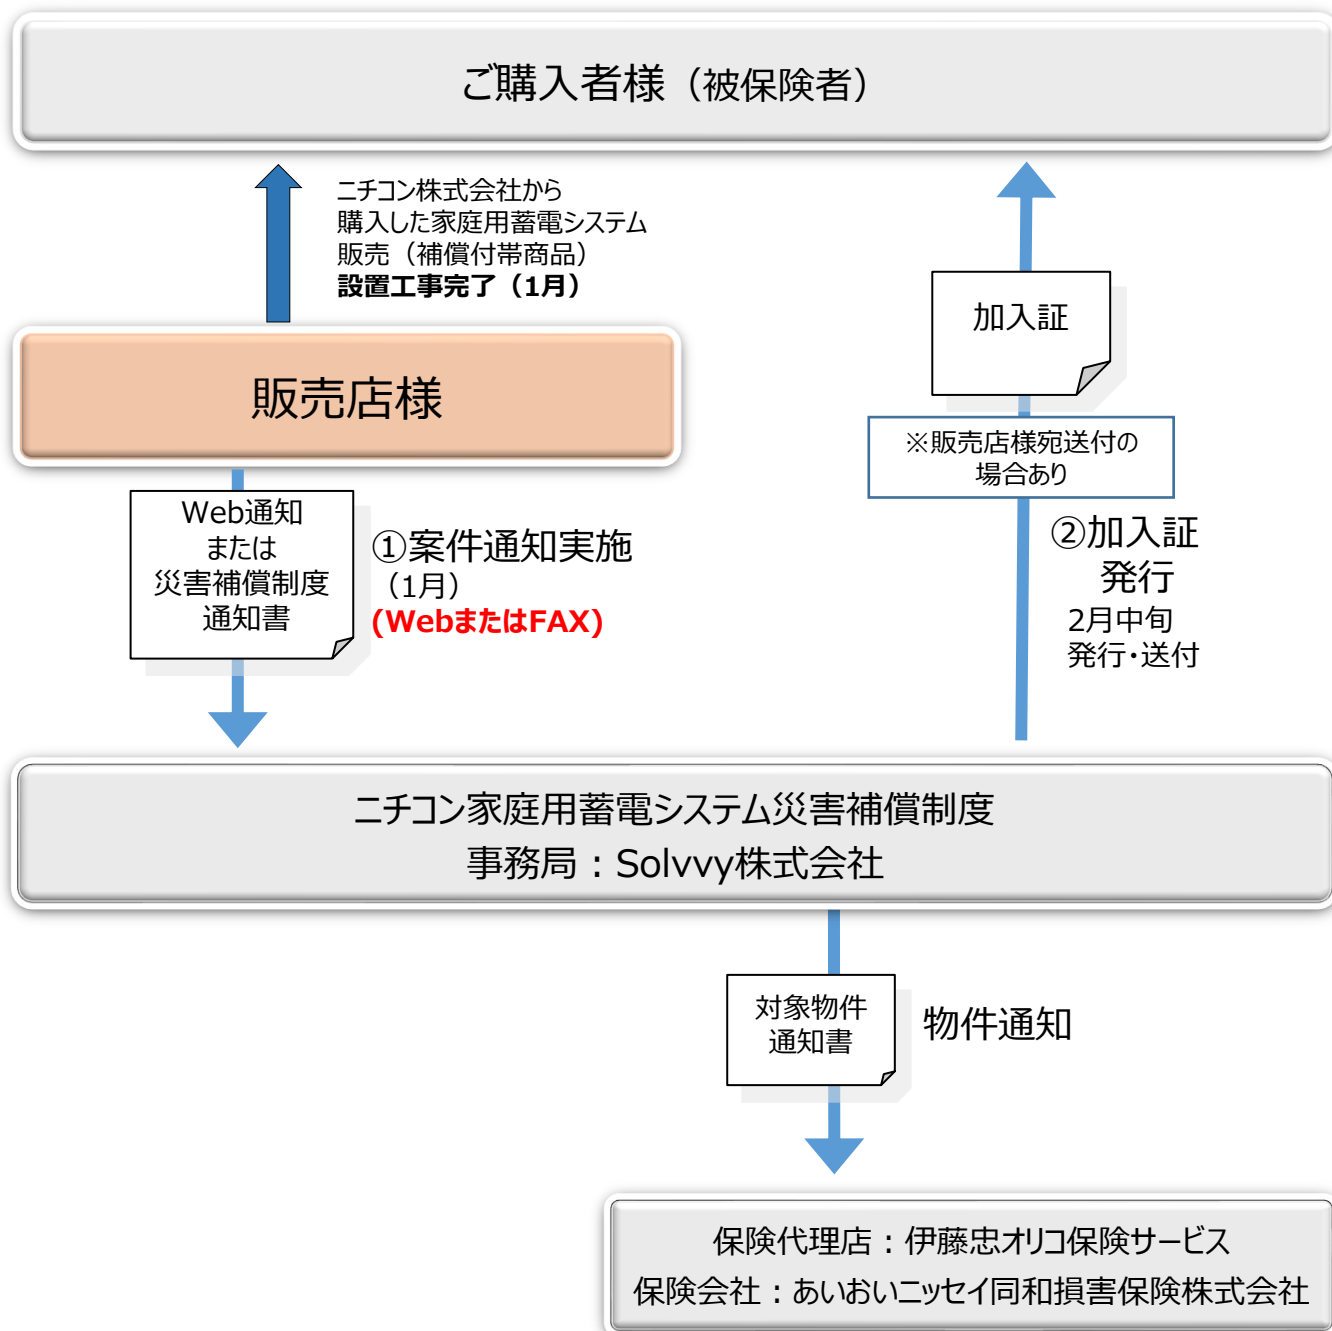 ご購入者様（被保険者）
ニチコン株式会社から
購入した家庭用蓄電システム
販売（補償付帯商品）
設置工事完了（1月）
加入証
販売店様
※販売店様宛送付の
場合あり
Web通知
または
災害補償制度
通知書
①案件通知実施
（1月）
(WebまたはFAX)
②加入証
発行
2月中旬
発行・送付
ニチコン家庭用蓄電システム災害補償制度
事務局：Solvvy株式会社
対象物件
通知書
物件通知
保険代理店：伊藤忠オリコ保険サービス
保険会社：あいおいニッセイ同和損害保険株式会社